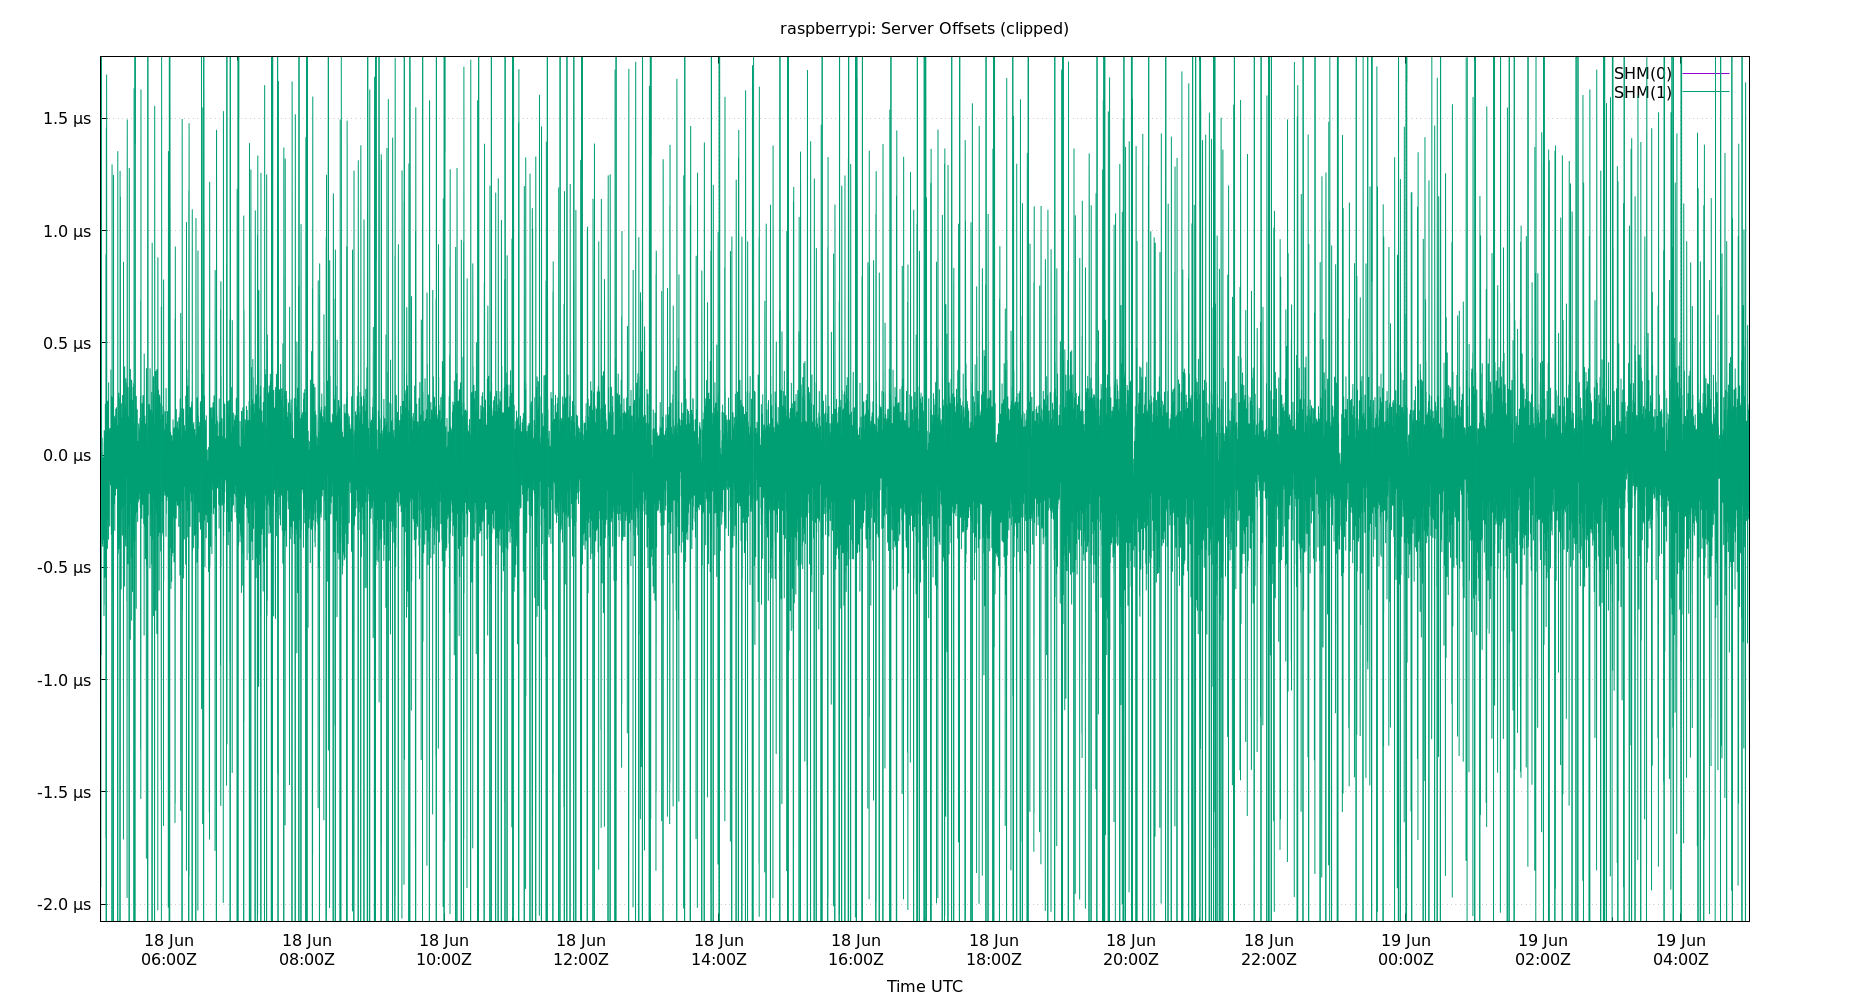 raspberrypi: Server Offsets (clipped)
SHM(0)
SHM(1)
1.5 µs
1.0 µs
0.5 µs
0.0 µs
-0.5 µs
-1.0 µs
-1.5 µs
-2.0 µs
18 Jun 18 Jun 18 Jun 18 Jun 18 Jun 18 Jun 18 Jun 18 Jun 18 Jun 19 Jun 19 Jun 19 Jun
06:00Z 08:00Z 10:00Z 12:00Z 14:00Z 16:00Z 18:00Z 20:00Z 22:00Z 00:00Z 02:00Z 04:00Z
Time UTC